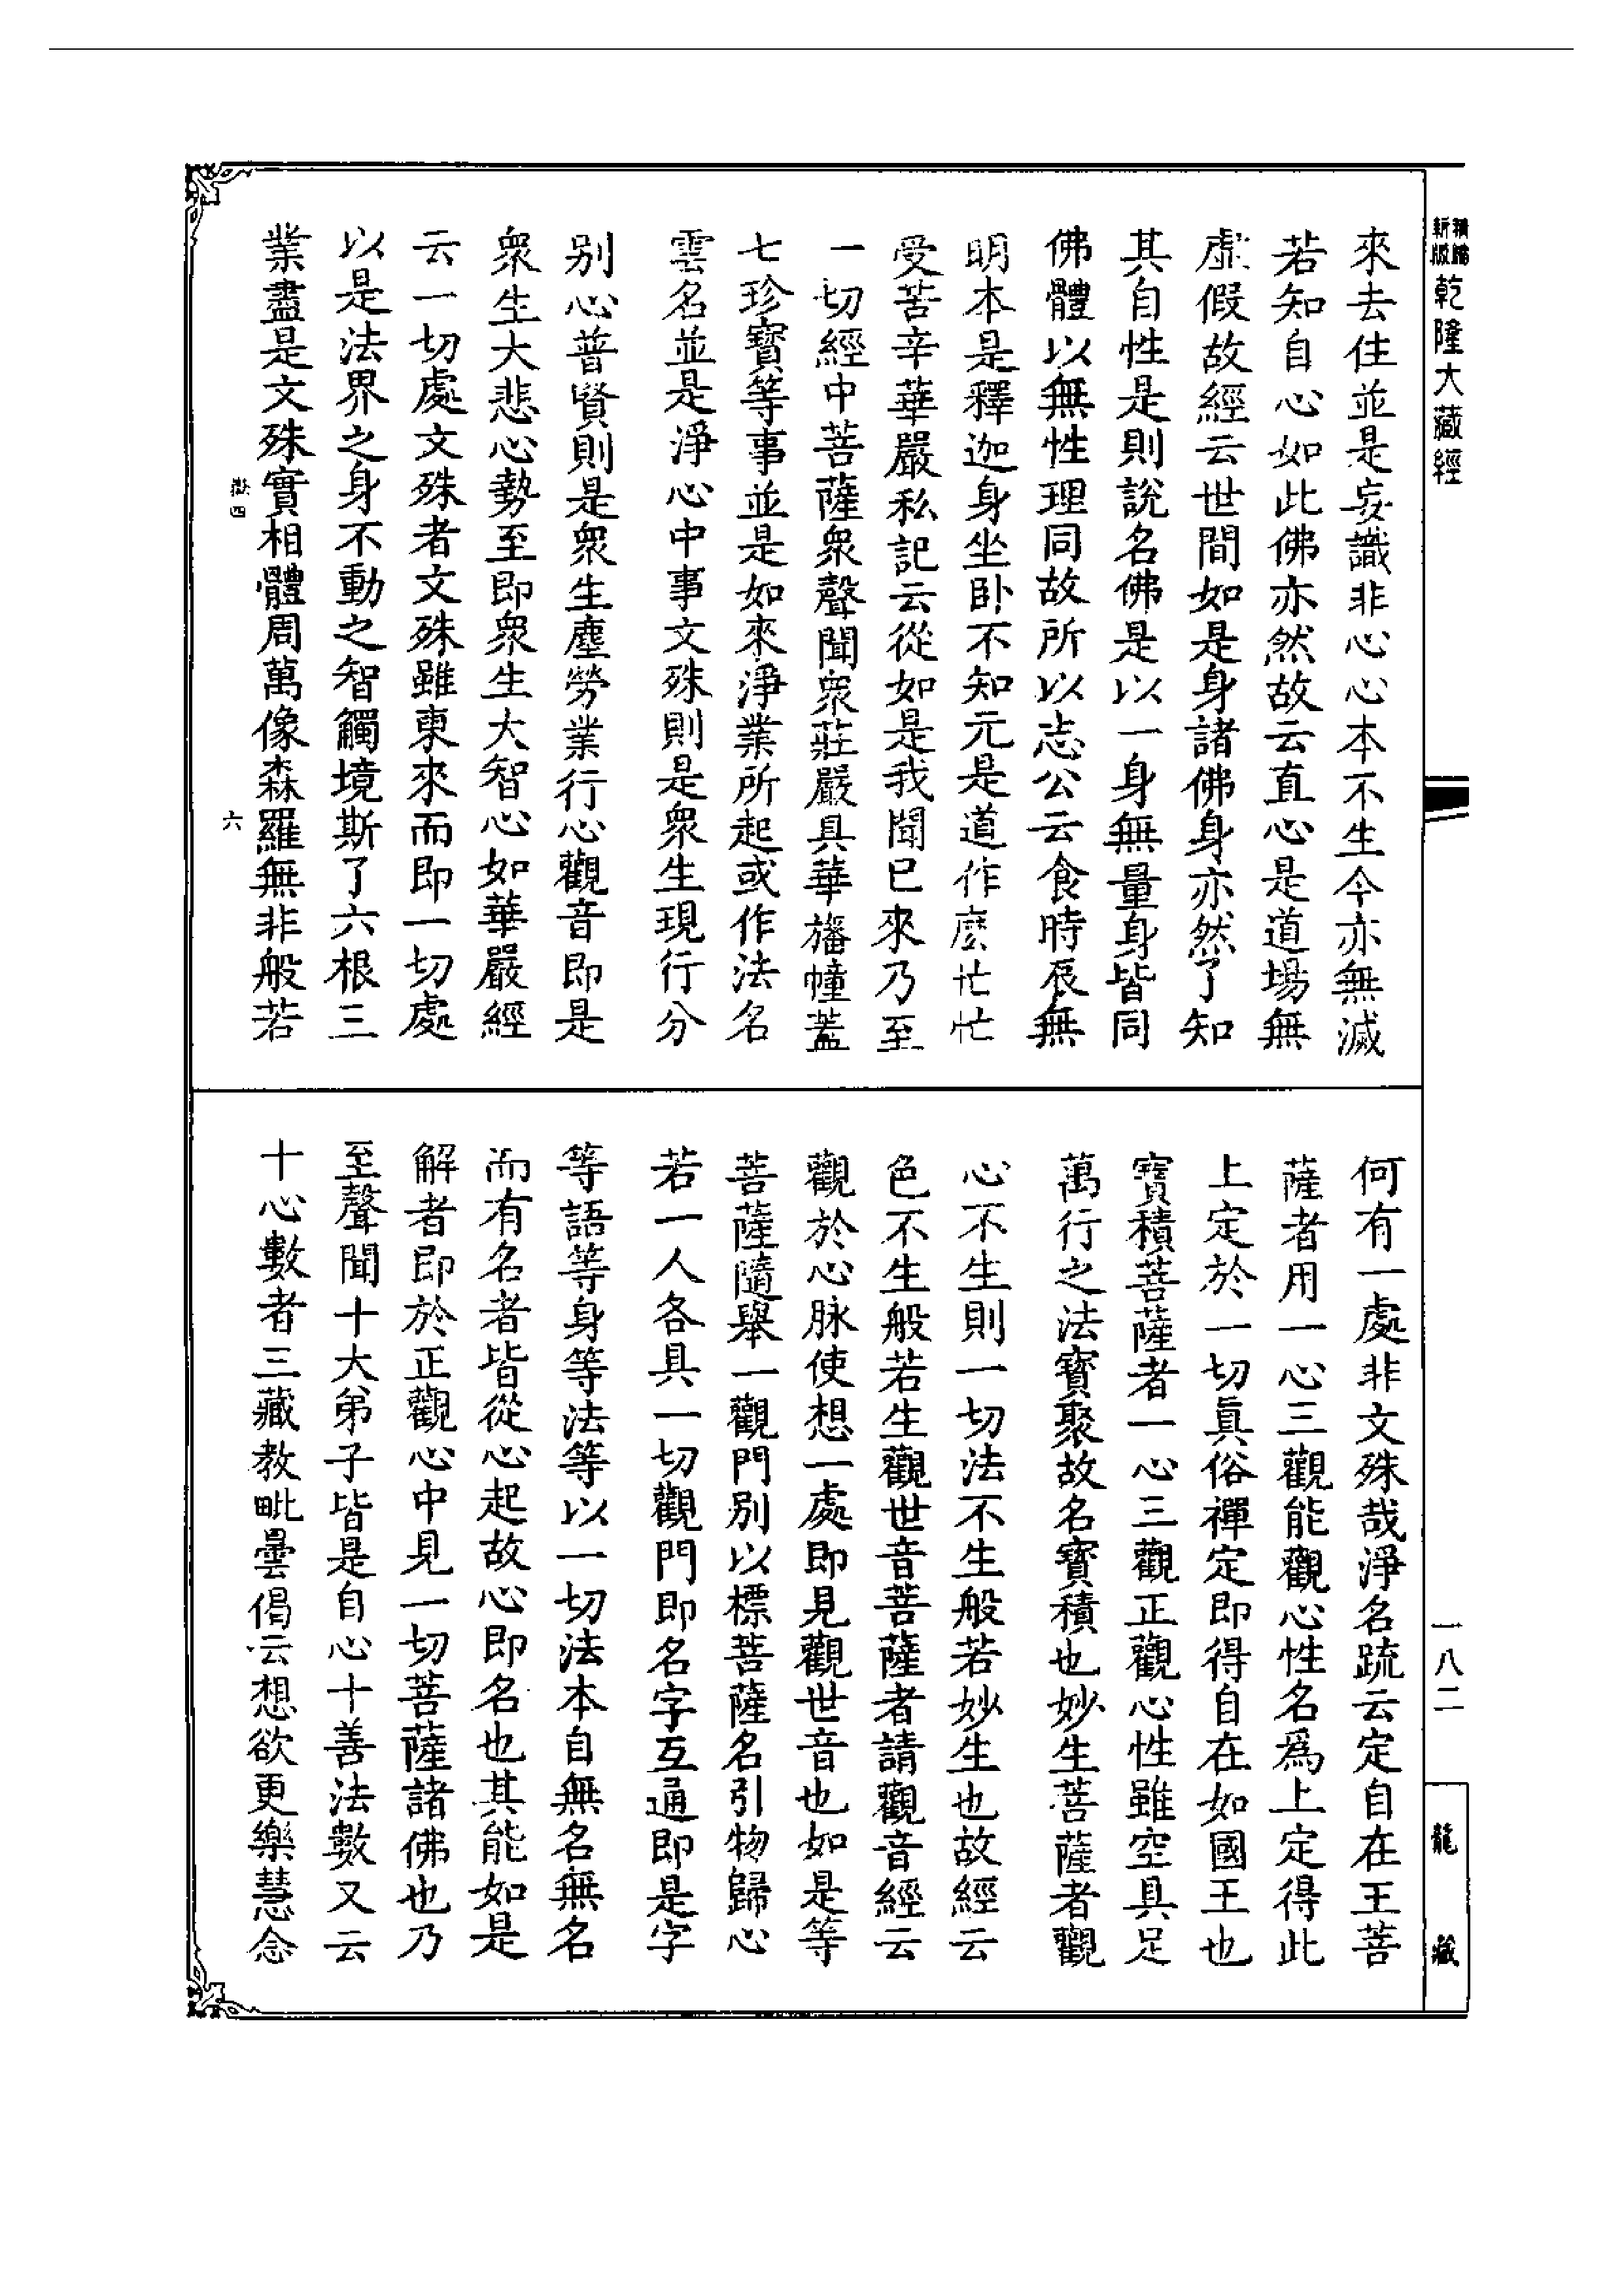 新編
新版
乾隆大藏經
來去住並是妄識非心心本不生今亦無滅
若知自心如此佛亦然故云直心是道場無
虛假故經云世間如是身諸佛身亦然了知
其自性是則說名佛是以一身無量身皆同
佛體以無性理同故所以志公云食時辰無
明本是釋迦身坐臥不知元是道作麽忙忙
受苦辛華嚴私記云從如是我聞已來乃至
一切經中菩薩衆聲聞衆莊嚴具華旛幢蓋
七珍寶等事並是如來淨業所起或作法名
雲名並是淨心中事文殊則是衆生現行分
別心普賢則是衆生塵勞業行心觀音即是
衆生大悲心勢至即衆生大智心如華嚴經
云一切處文殊者文殊雖東來而即一切處
以是法界之身不動之智觸境斯了六根三
業盡是文殊實相體周萬像森羅無非般若
嶽四
六
何有一處非文殊哉淨名疏云定自在王菩
薩者用一心三觀能觀心性名爲上定得此
上定於一切眞俗禪定即得自在如國王也
寶積菩薩者一心三觀正觀心性雖空具足
萬行之法寶聚故名寶積也妙生菩薩者觀
心不生則一切法不生般若妙生也故經云
色不生般若生觀世音菩薩者請觀音經云
觀於心脉使想一處即見觀世音也如是等
菩薩隨舉一觀門別以標菩薩名引物歸心
若一人各具一切觀門即名字互通即是字
等語等身等法等以一切法本自無名無名
而有名者皆從心起故心即名也其能如是
解者即於正觀心中見一切菩薩諸佛也乃
至聲聞十大弟子皆是自心十善法數又云
十心數者三藏教毗曇偈云想欲更樂慧念
一八二
龍藏